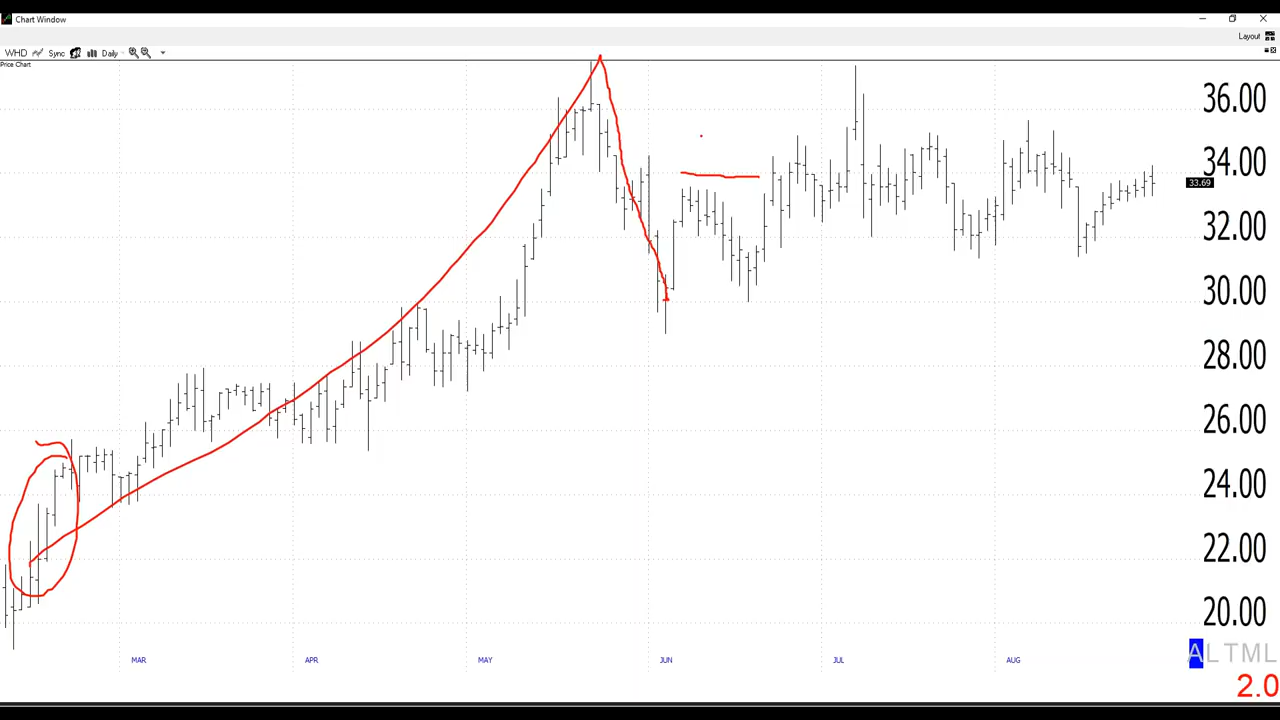 Chart Window
Layout
WHD Sync Daily
Price Chart
36.00
34.00
33.69
32.00
30.00
28.00
26.00
24.00
22.00
20.00
MAR APR MAY JUN JUL AUG
ALTML
2.0